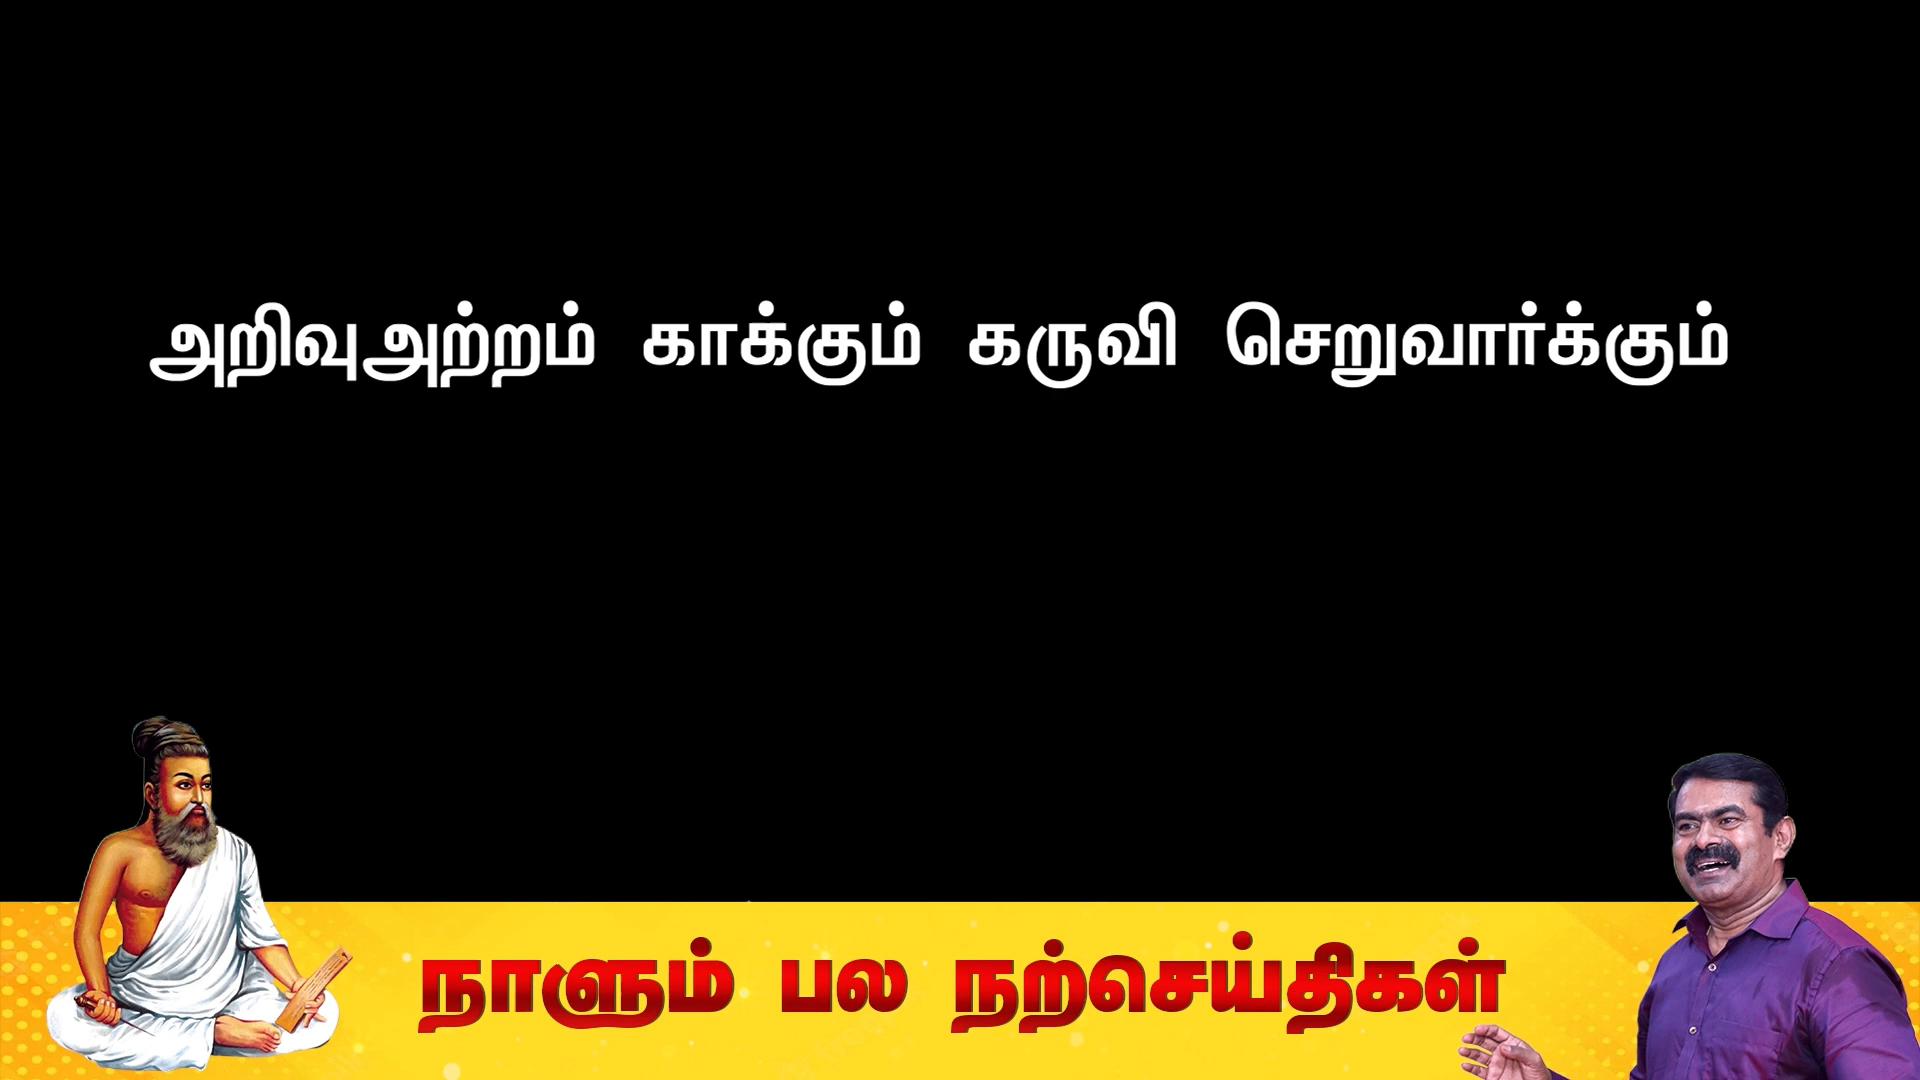 அறிவுஅற்றம் காக்கும் கருவி செறுவார்க்கும்
நாளும் பல நற்செய்திகள்